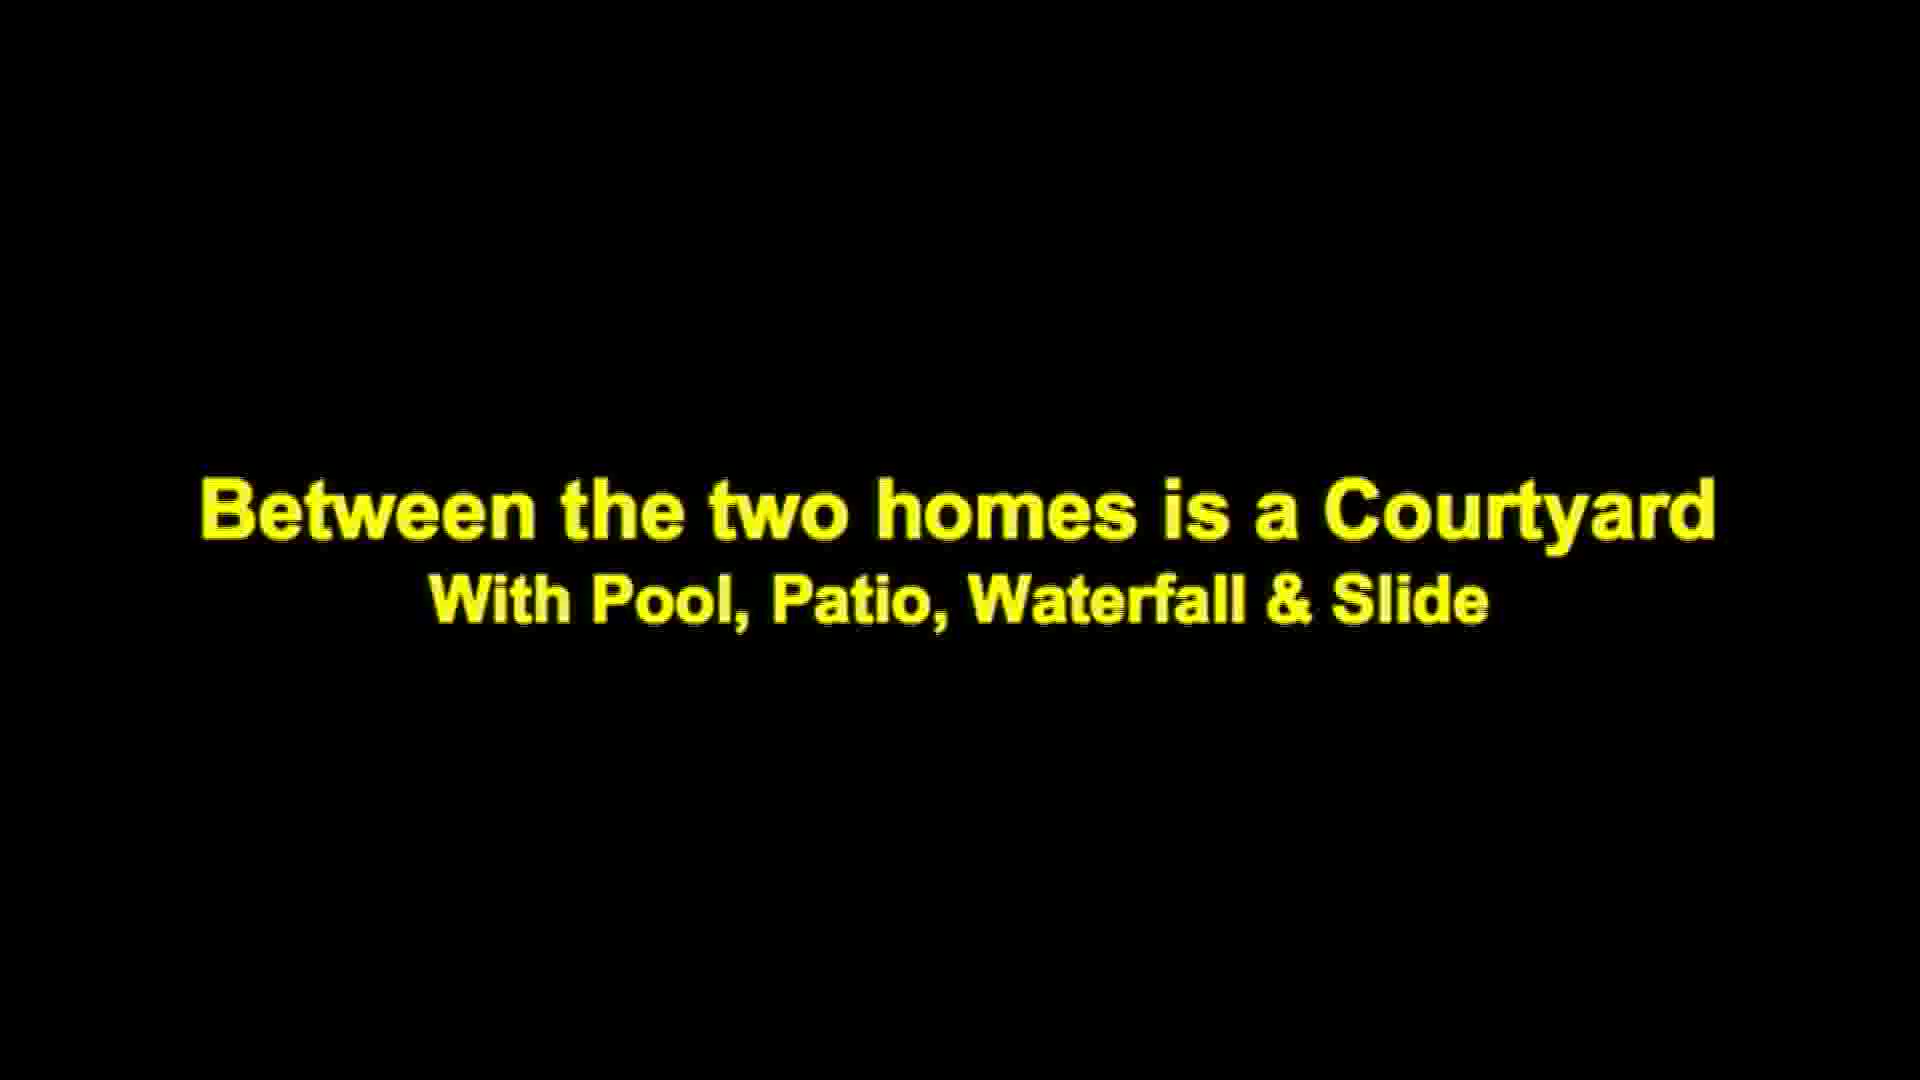 Between the two homes is a Courtyard
With Pool, Patio, Waterfall & Slide